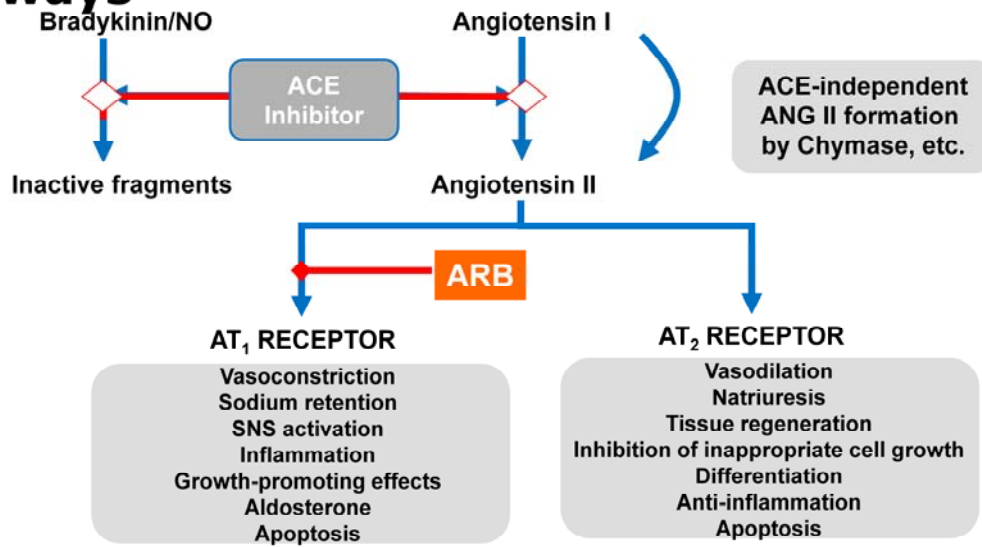 Bradykinin/NO
Angiotensin I
ACE
Inhibitor
ACE-independent
ANG II formation
by Chymase, etc.
Inactive fragments
Angiotensin II
ARB
AT₁ RECEPTOR
Vasoconstriction
Sodium retention
SNS activation
Inflammation
Growth-promoting effects
Aldosterone
Apoptosis
AT₂ RECEPTOR
Vasodilation
Natriuresis
Tissue regeneration
Inhibition of inappropriate cell growth
Differentiation
Anti-inflammation
Apoptosis